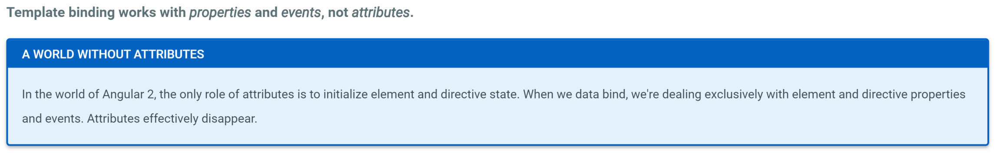 Template binding works with properties and events, not attributes.
A WORLD WITHOUT ATTRIBUTES
In the world of Angular 2, the only role of attributes is to initialize element and directive state. When we data bind, we're dealing exclusively with element and directive properties
and events. Attributes effectively disappear.